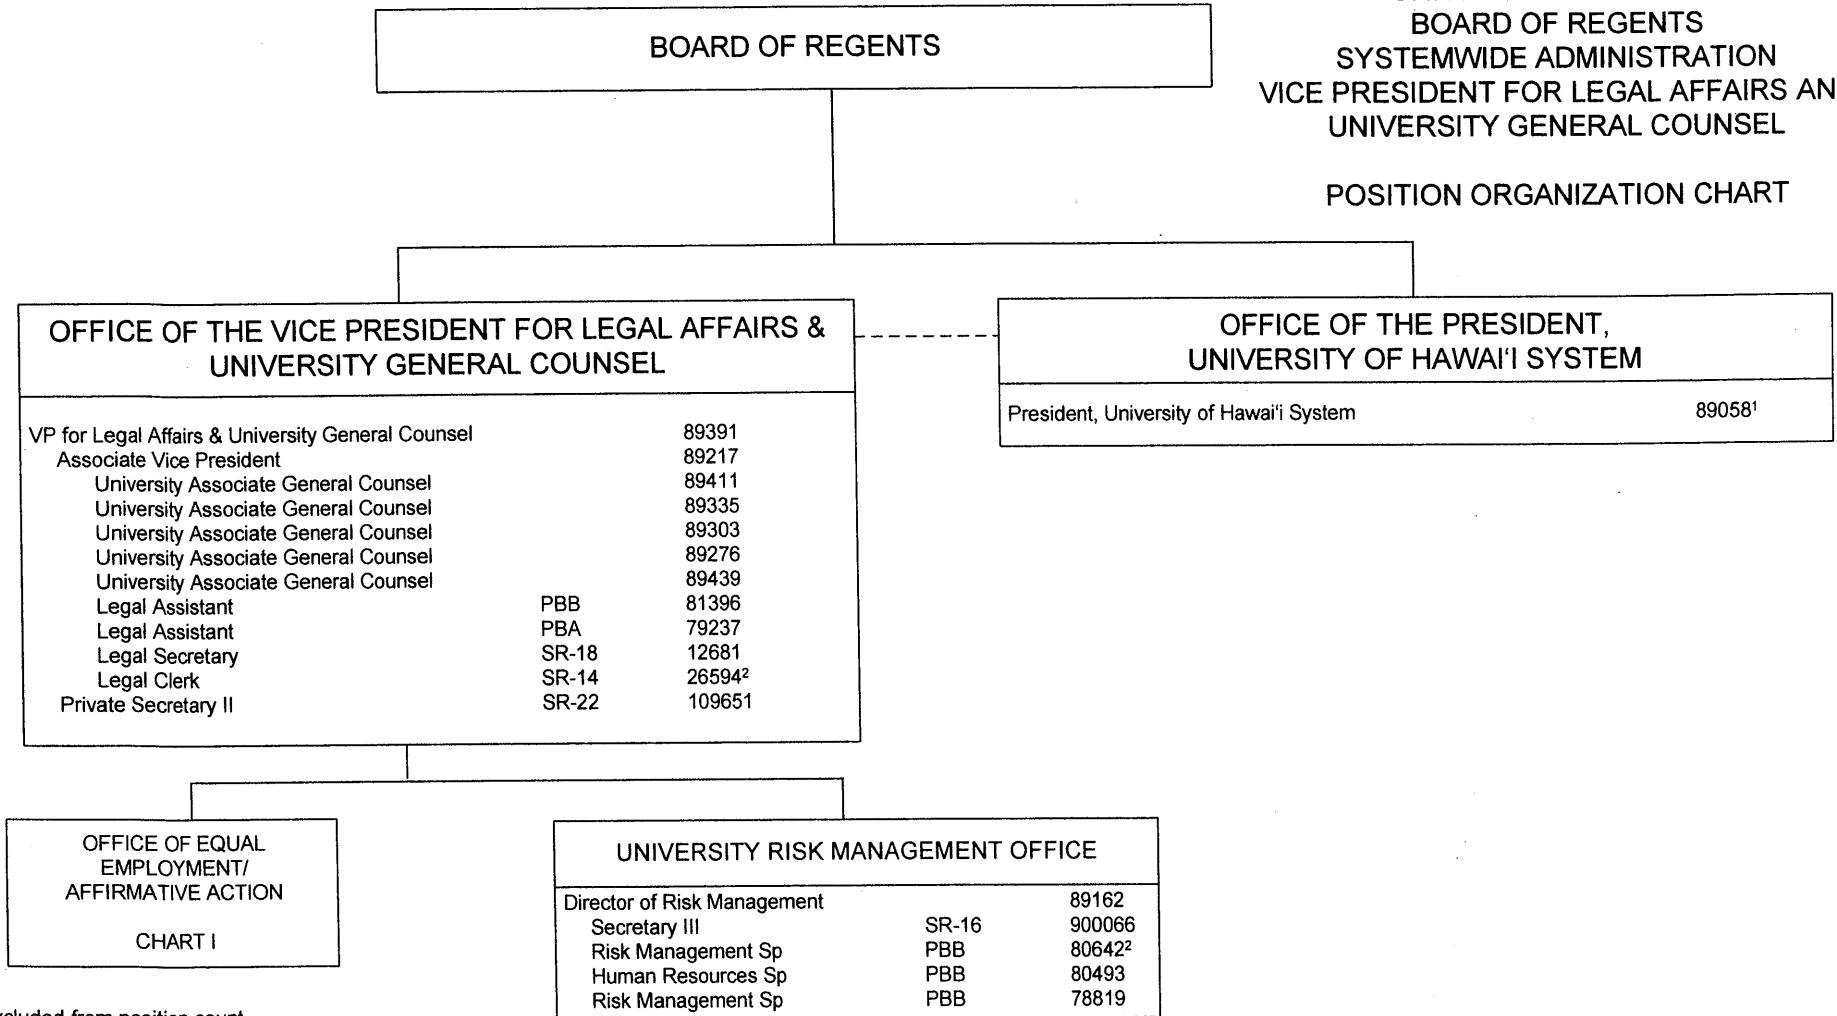 BOARD OF REGENTS
BOARD OF REGENTS
SYSTEMWIDE ADMINISTRATION
VICE PRESIDENT FOR LEGAL AFFAIRS AN
UNIVERSITY GENERAL COUNSEL
POSITION ORGANIZATION CHART
OFFICE OF THE VICE PRESIDENT FOR LEGAL AFFAIRS &
UNIVERSITY GENERAL COUNSEL
VP for Legal Affairs & University General Counsel 89391
Associate Vice President 89217
University Associate General Counsel 89411
University Associate General Counsel 89335
University Associate General Counsel 89303
University Associate General Counsel 89276
University Associate General Counsel 89439
Legal Assistant PBB 81396
Legal Assistant PBA 79237
Legal Secretary SR-18 12681
Legal Clerk SR-14 26594²
Private Secretary II SR-22 109651
OFFICE OF THE PRESIDENT,
UNIVERSITY OF HAWAI‘I SYSTEM
President, University of Hawai‘i System 89058¹
OFFICE OF EQUAL
EMPLOYMENT/
AFFIRMATIVE ACTION
CHART I
UNIVERSITY RISK MANAGEMENT OFFICE
Director of Risk Management 89162
Secretary III SR-16 900066
Risk Management Sp PBB 80642²
Human Resources Sp PBB 80493
Risk Management Sp PBB 78819
from position count